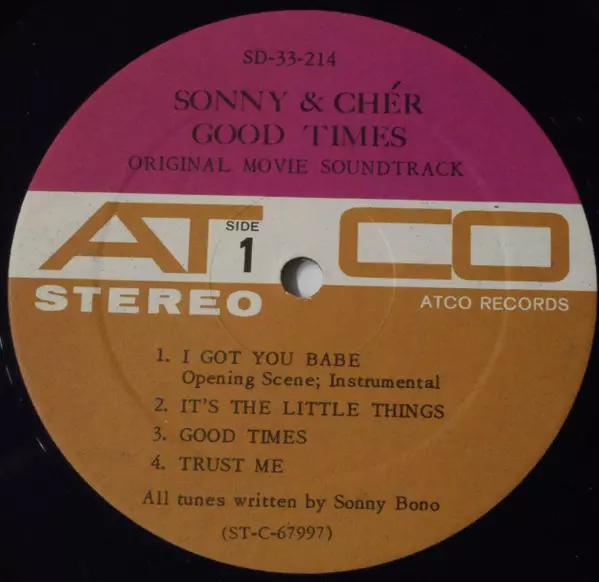 SD-33-214
SONNY & CHÉR
GOOD TIMES
ORIGINAL MOVIE SOUNDTRACK
ATCO
SIDE
1
STEREO
ATCO RECORDS
1. I GOT YOU BABE
Opening Scene; Instrumental
2. IT'S THE LITTLE THINGS
3. GOOD TIMES
4. TRUST ME
All tunes written by Sonny Bono
(ST-C-67997)